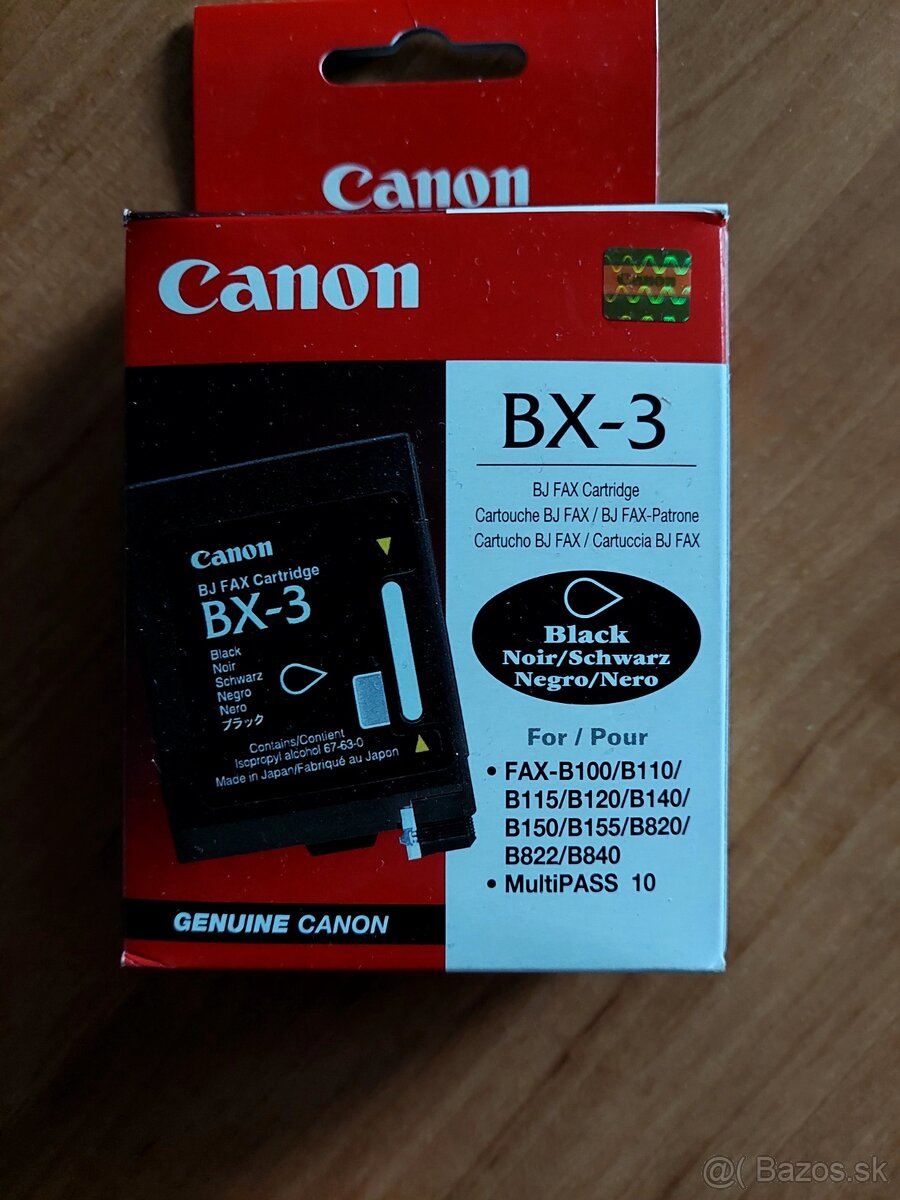 Canon
Canon
Canon
BX-3
BJ FAX Cartridge
Cartouche BJ FAX / BJ FAX-Patrone
Cartucho BJ FAX / Cartuccia BJ FAX
Black
Noir/Schwarz
Negro/Nero
For / Pour
• FAX-B100/B110/
B115/B120/B140/
B150/B155/B820/
B822/B840
• MultiPASS 10
Canon
BJ FAX Cartridge
BX-3
Black
Noir
Schwarz
Negro
Nero
ブラック
Contains/Contient
Isopropyl alcohol 67-63-0
Made in Japan/Fabriqué au Japon
GENUINE CANON
@( Bazos.sk